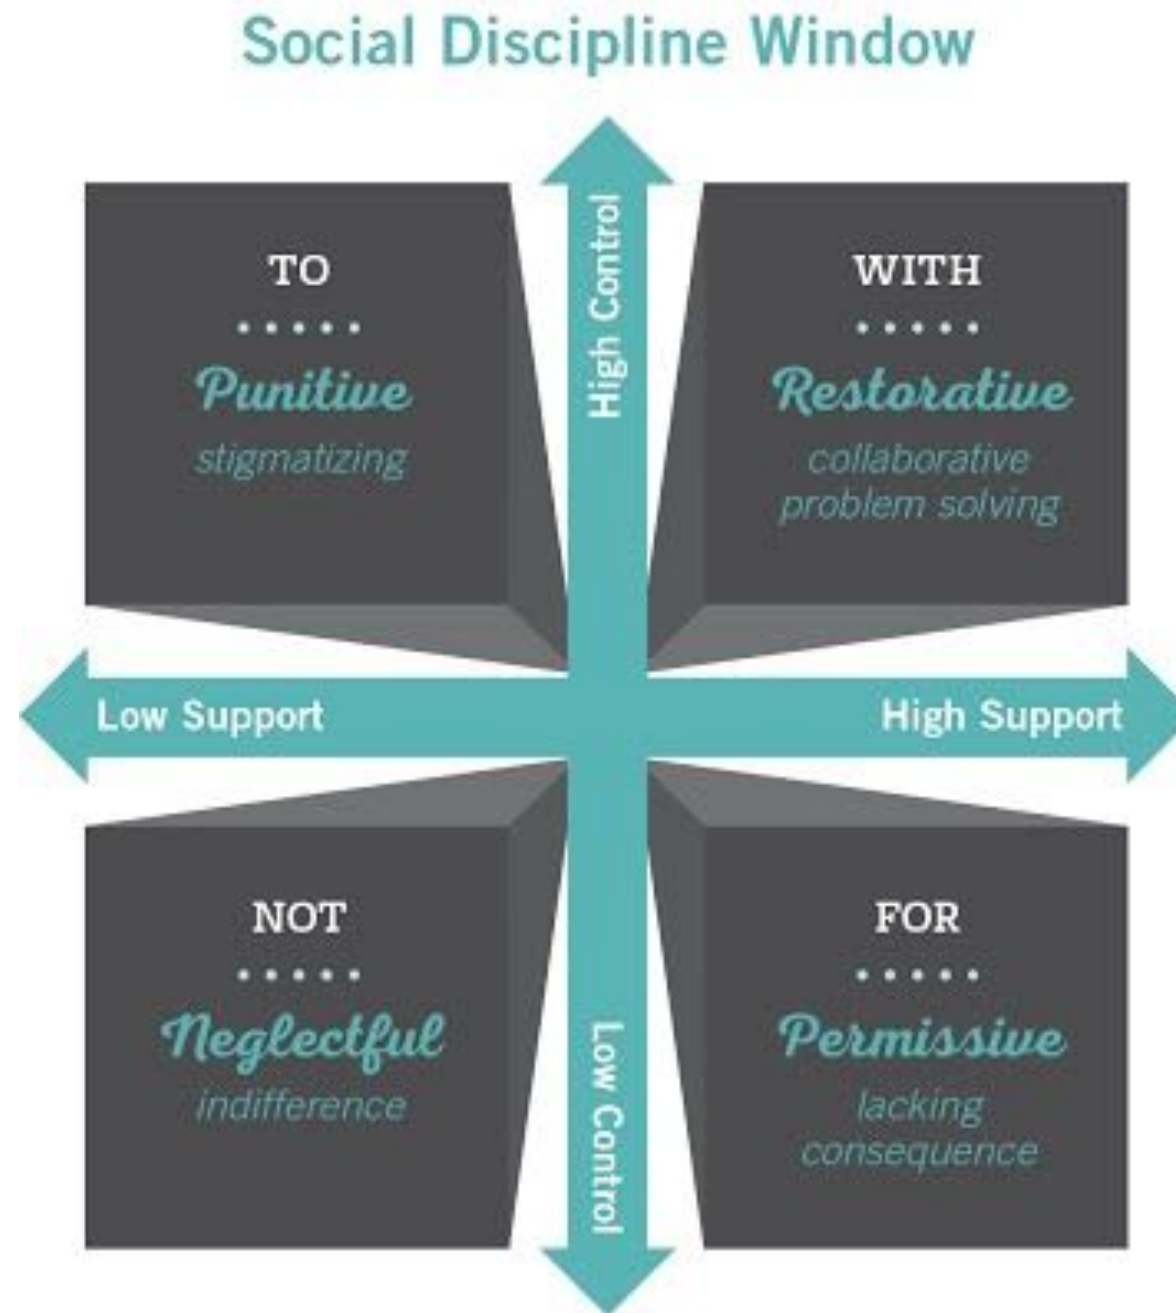 Social Discipline Window
High Control
TO
Punitive
stigmatizing
WITH
Restorative
collaborative
problem solving
Low Support
High Support
NOT
Neglectful
indifference
FOR
Permissive
lacking
consequence
Low Control